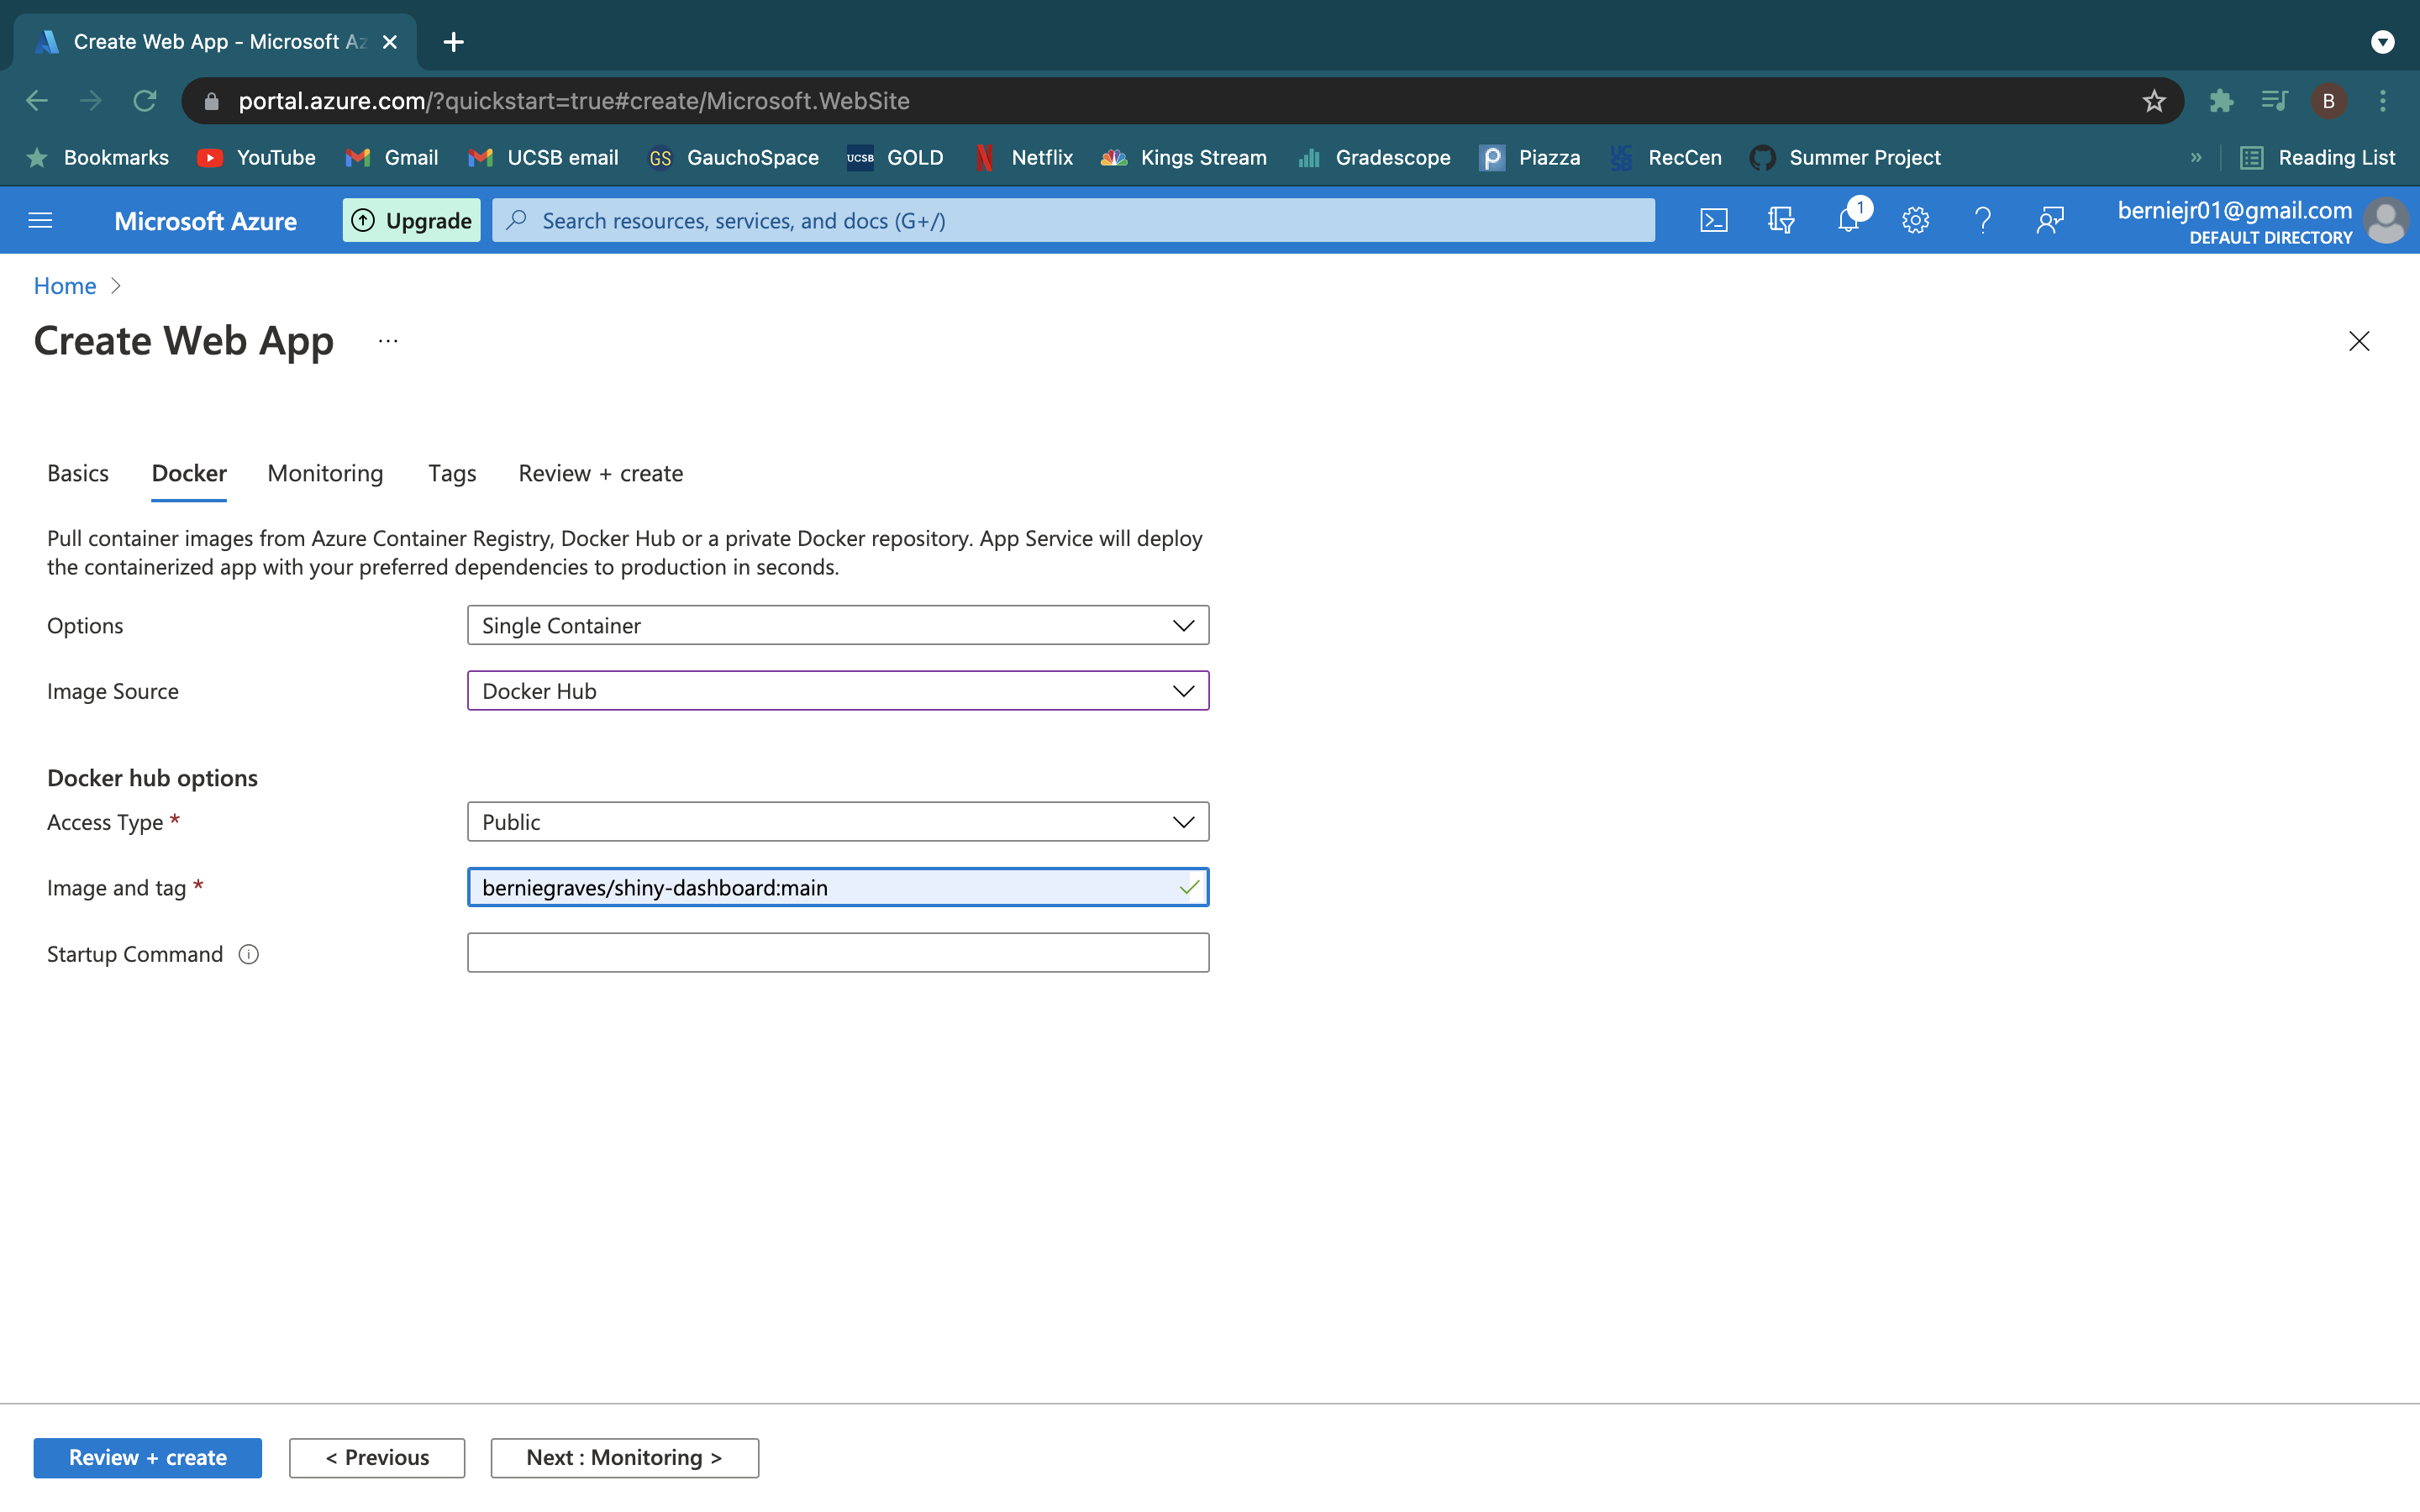 Create Web App - Microsoft Az
portal.azure.com/?quickstart=true#create/Microsoft.WebSite
B
Bookmarks YouTube Gmail UCSB email GS GauchoSpace UCSB GOLD Netflix Kings Stream Gradescope Piazza UCSB RecCen Summer Project » Reading List
Microsoft Azure Upgrade Search resources, services, and docs (G+/) 1 berniejr01@gmail.com
DEFAULT DIRECTORY
Home >
Create Web App ...
Basics Docker Monitoring Tags Review + create
Pull container images from Azure Container Registry, Docker Hub or a private Docker repository. App Service will deploy
the containerized app with your preferred dependencies to production in seconds.
Options Single Container
Image Source Docker Hub
Docker hub options
Access Type * Public
Image and tag * berniegraves/shiny-dashboard:main
Startup Command
Review + create < Previous Next : Monitoring >